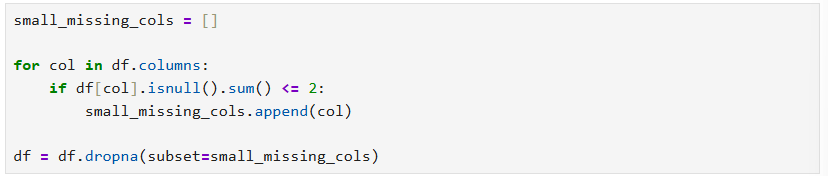 small_missing_cols = []
for col in df.columns:
    if df[col].isnull().sum() <= 2:
        small_missing_cols.append(col)
df = df.dropna(subset=small_missing_cols)